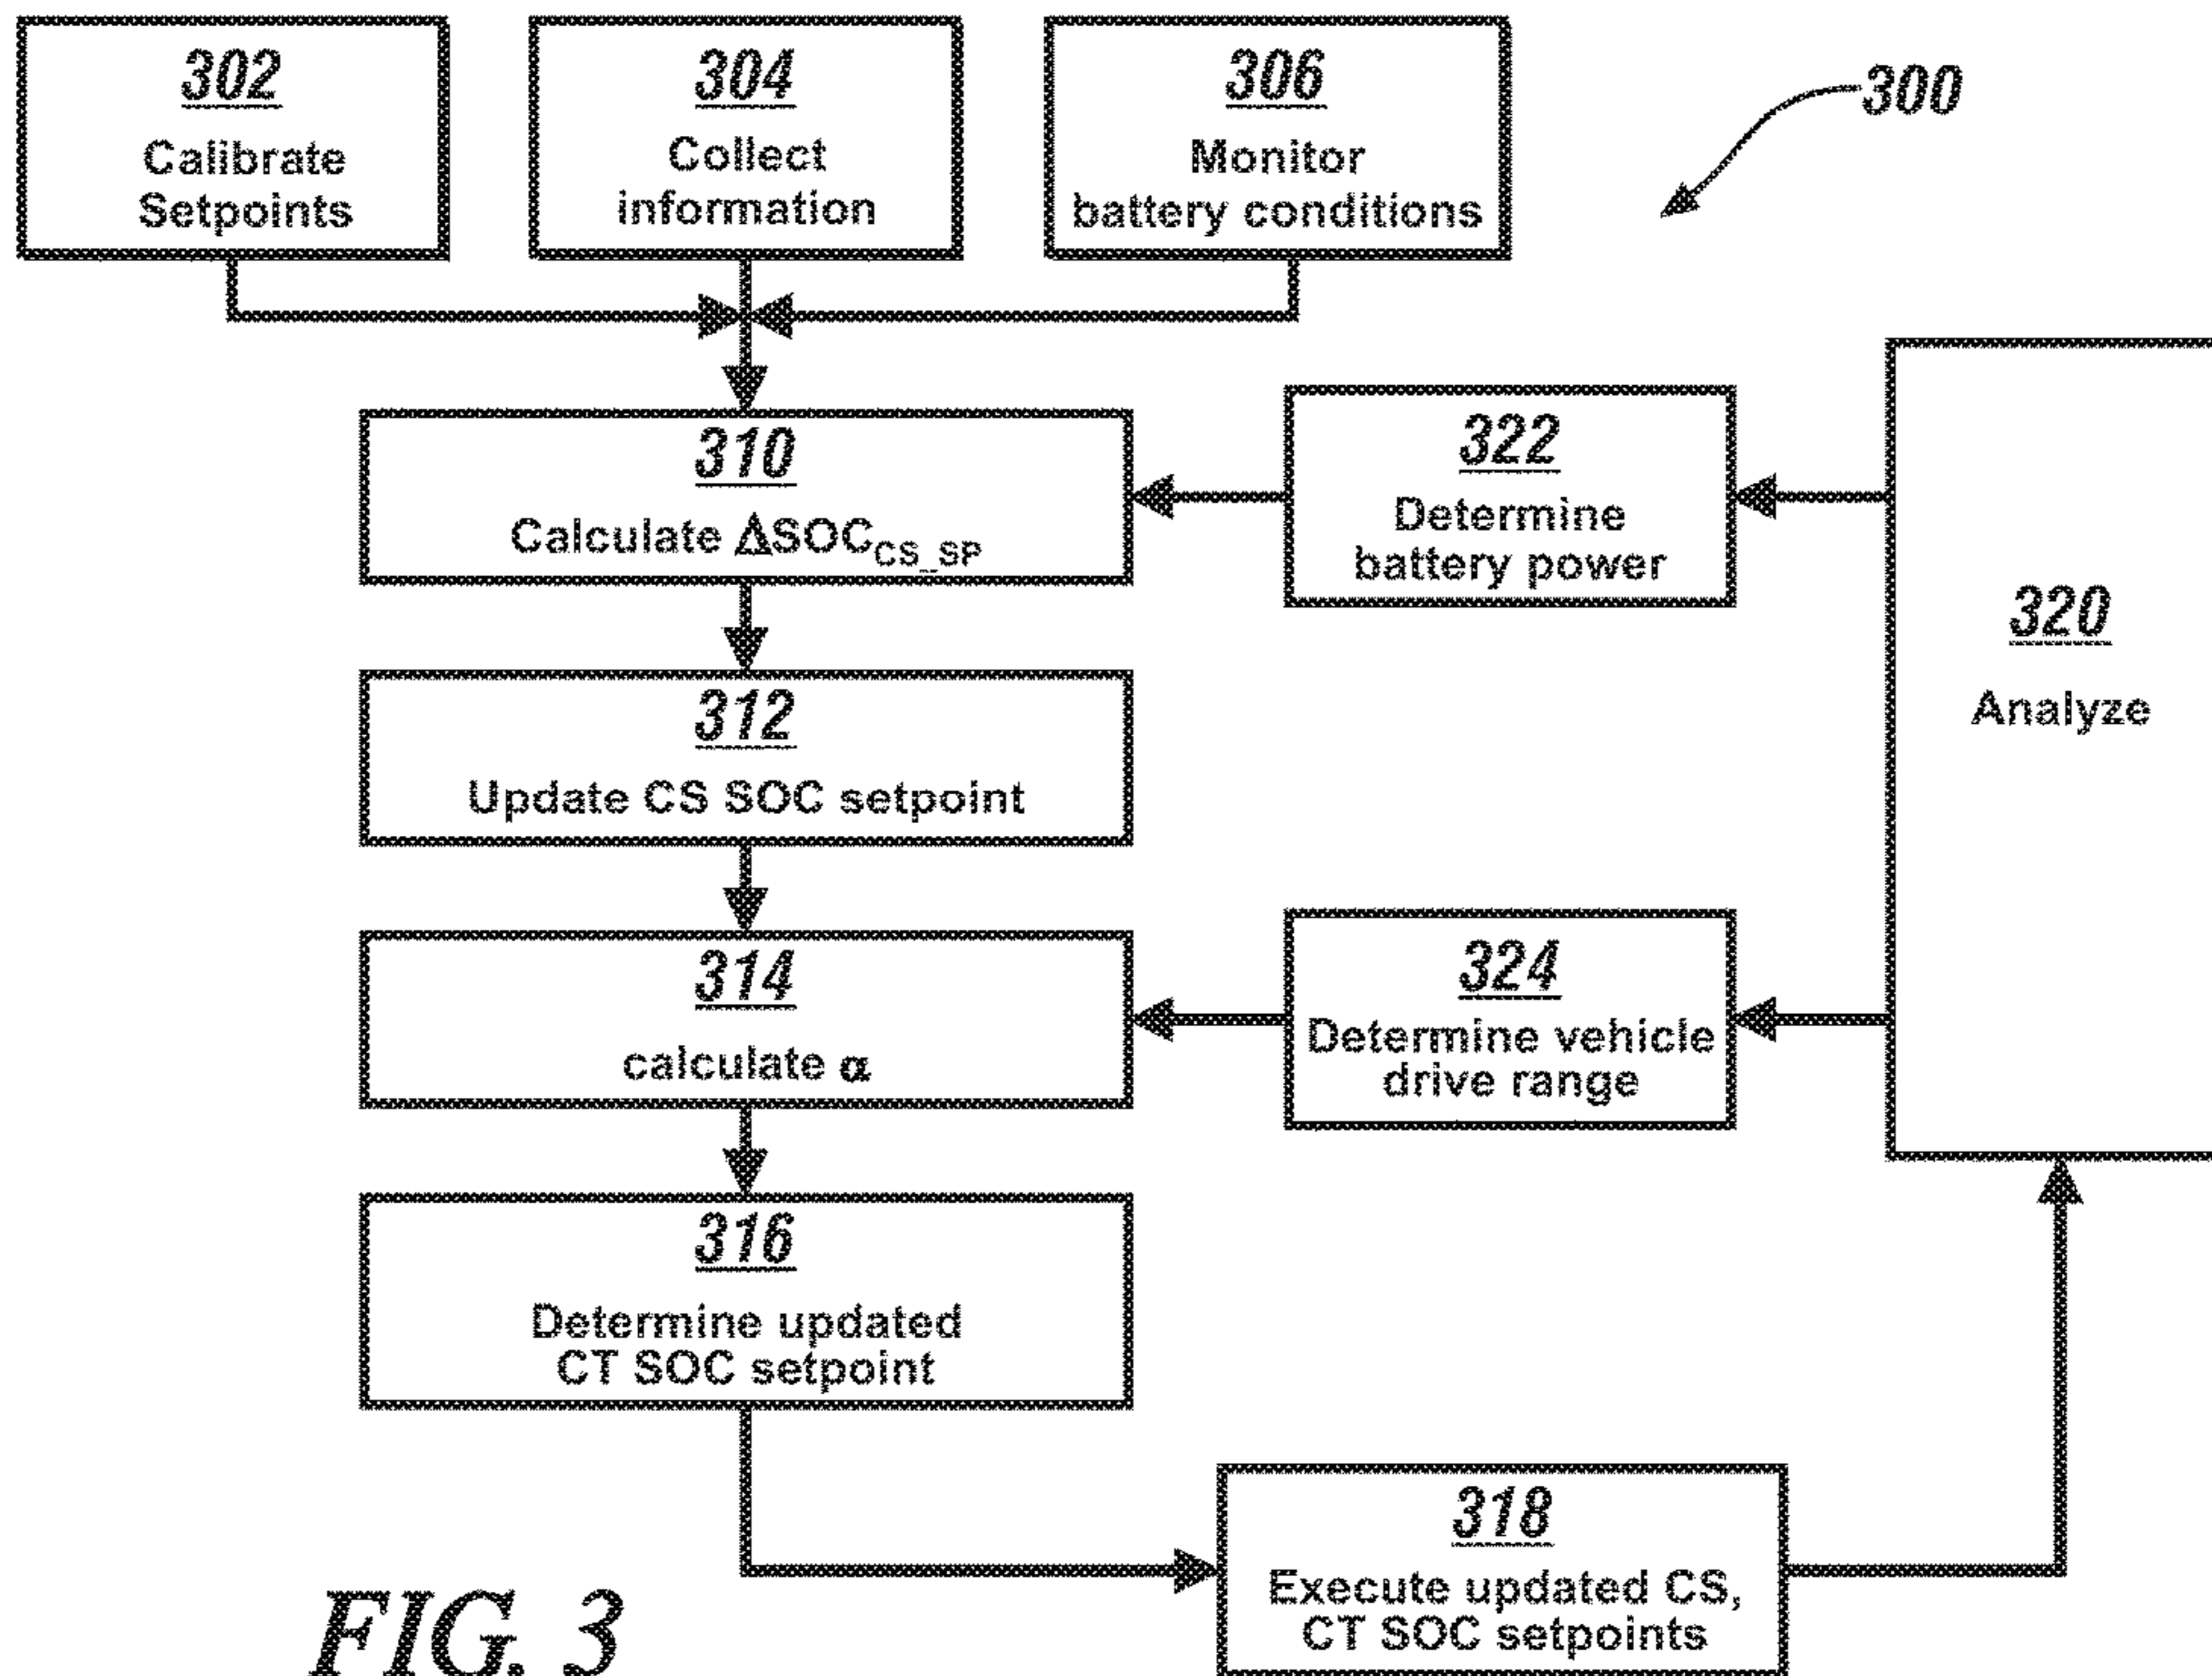 302
Calibrate
Setpoints
304
Collect
information
306
Monitor
battery conditions
300
310
Calculate ΔSOC_CS_SP
322
Determine
battery power
320
Analyze
312
Update CS SOC setpoint
314
calculate α
324
Determine vehicle
drive range
316
Determine updated
CT SOC setpoint
318
Execute updated CS,
CT SOC setpoints
FIG. 3